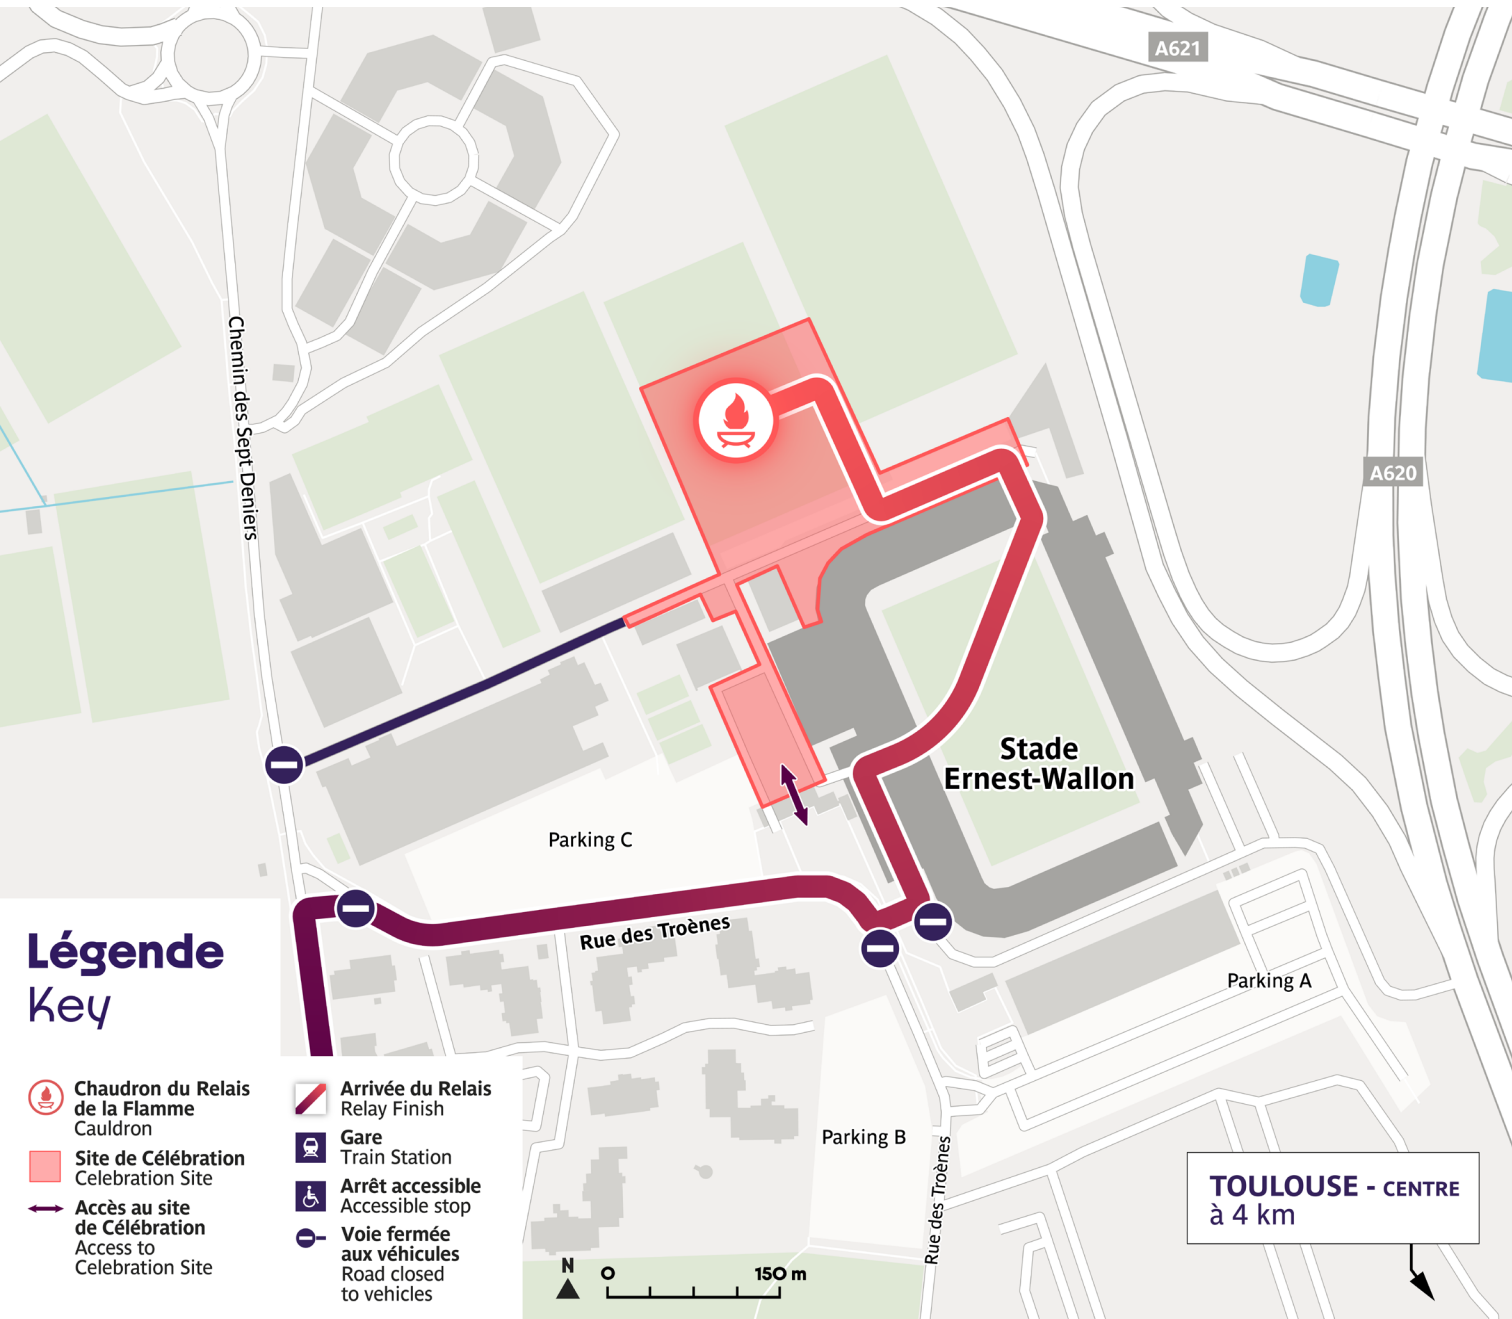 A621
Chemin des Sept Deniers
A620
Stade
Ernest-Wallon
Parking C
Rue des Troènes
Parking A
Parking B
Rue des Troènes
TOULOUSE - CENTRE
à 4 km
N
0 150 m
Légende
Key
Chaudron du Relais
de la Flamme
Cauldron
Site de Célébration
Celebration Site
Accès au site
de Célébration
Access to
Celebration Site
Arrivée du Relais
Relay Finish
Gare
Train Station
Arrêt accessible
Accessible stop
Voie fermée
aux véhicules
Road closed
to vehicles